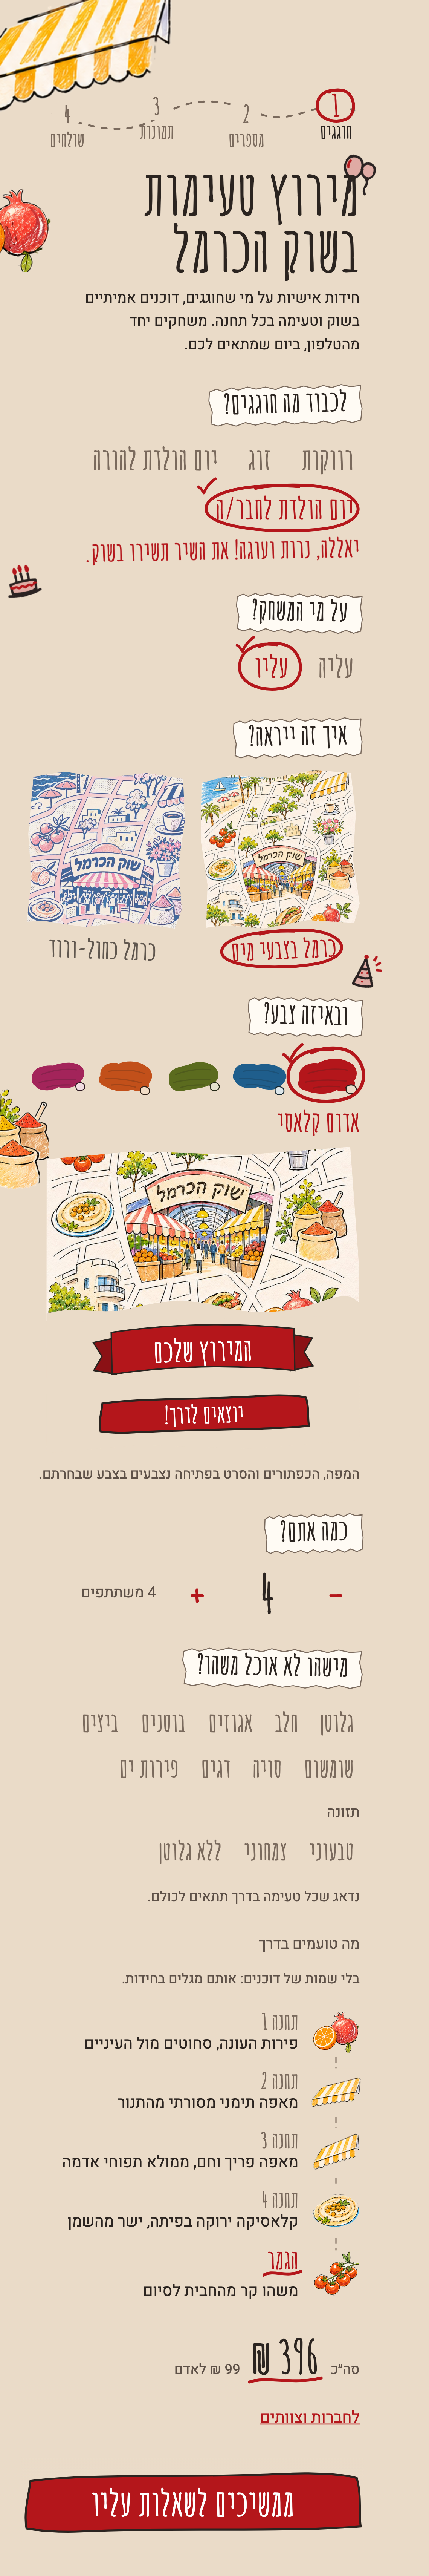 1
חוגגים
2
מספרים
3
תמונות
4
שולחים
מירוץ טעימות
בשוק הכרמל
חידות אישיות על מי שחוגגים, דוכנים אמיתיים
בשוק וטעימה בכל תחנה. משחקים יחד
מהטלפון, ביום שמתאים לכם.
לכבוד מה חוגגים?
רווקות זוג יום הולדת להורה
יום הולדת לחבר/ה
יאללה, נרות ועוגה! את השיר תשירו בשוק.
על מי המשחק?
עליה עליו
איך זה ייראה?
שוק הכרמל
שוק הכרמל
כרמל בצבעי מים
כרמל כחול-ורוד
ובאיזה צבע?
אדום קלאסי
שוק הכרמל
המירוץ שלכם
יוצאים לדרך!
המפה, הכפתורים והסרט בפתיחה נצבעים בצבע שבחרתם.
כמה אתם?
− 4 + 4 משתתפים
מישהו לא אוכל משהו?
גלוטן חלב אגוזים בוטנים ביצים
שומשום סויה דגים פירות ים
תזונה
טבעוני צמחוני ללא גלוטן
נדאג שכל טעימה בדרך תתאים לכולם.
מה טועמים בדרך
בלי שמות של דוכנים: אותם מגלים בחידות.
תחנה 1
פירות העונה, סחוטים מול העיניים
תחנה 2
מאפה תימני מסורתי מהתנור
תחנה 3
מאפה פריך וחם, ממולא תפוחי אדמה
תחנה 4
קלאסיקה ירוקה בפיתה, ישר מהשמן
הגמר
משהו קר מהחבית לסיום
סה״כ 396 ₪ 99 ₪ לאדם
לחברות וצוותים
ממשיכים לשאלות עליו